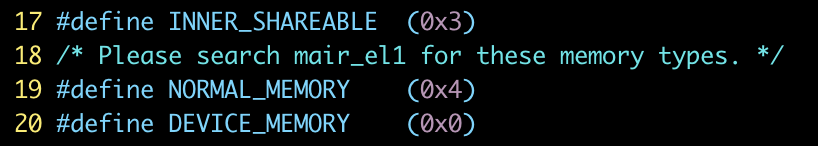 17 #define INNER_SHAREABLE  (0x3)
18 /* Please search mair_el1 for these memory types. */
19 #define NORMAL_MEMORY    (0x4)
20 #define DEVICE_MEMORY    (0x0)